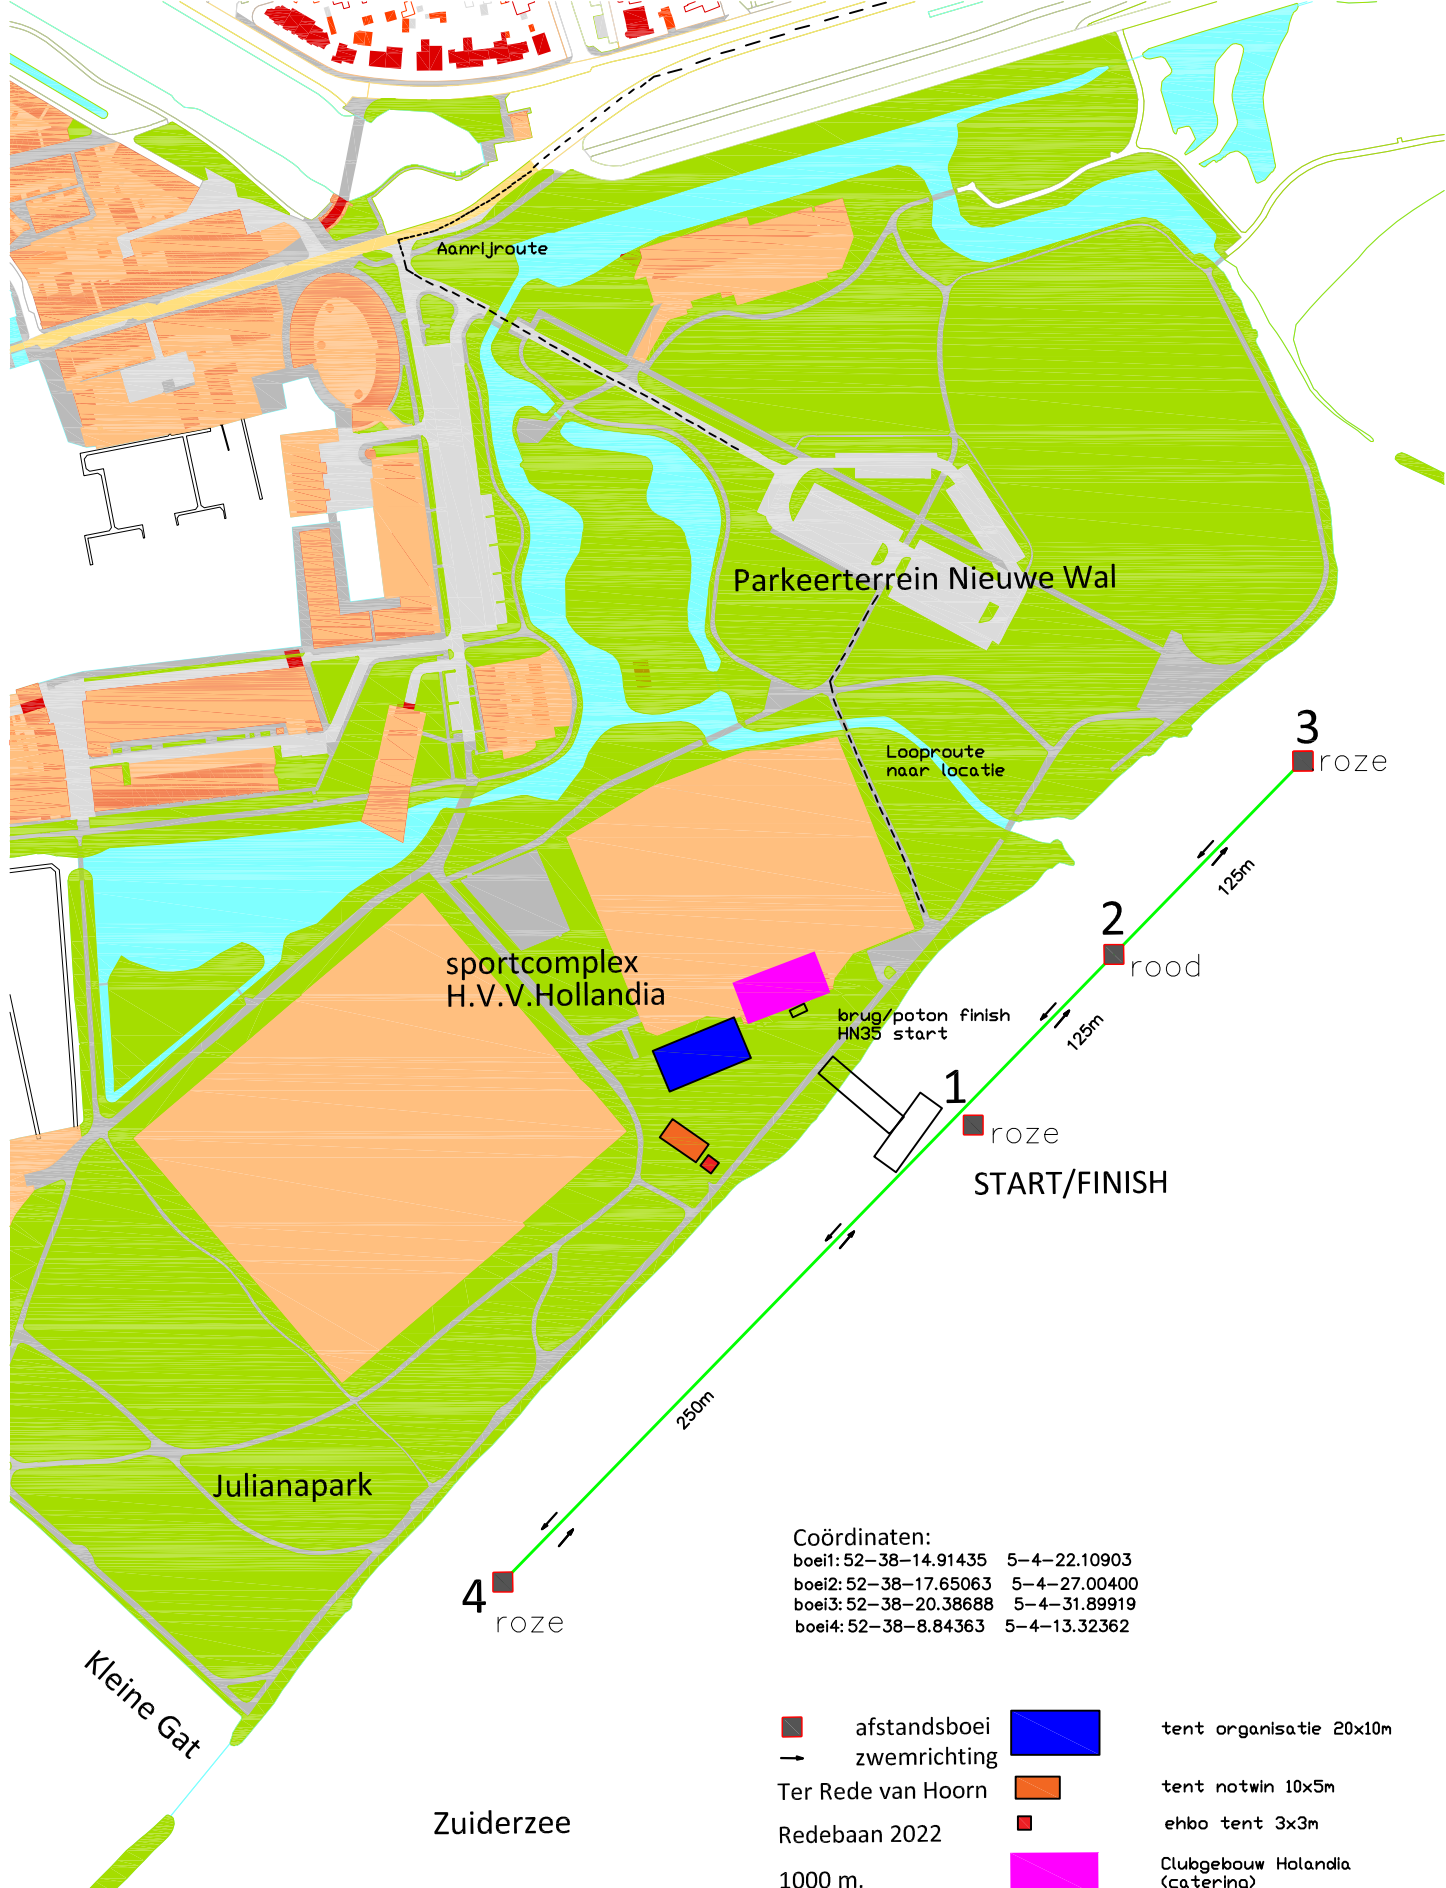 Aanrijroute
Parkeerterrein Nieuwe Wal
3
roze
Looproute
naar locatie
125m
2
rood
sportcomplex
H.V.V.Hollandia
brug/poton finish
HN35 start
125m
1
roze
START/FINISH
250m
Julianapark
4
roze
Coördinaten:
boei1: 52-38-14.91435 5-4-22.10903
boei2: 52-38-17.65063 5-4-27.00400
boei3: 52-38-20.38688 5-4-31.89919
boei4: 52-38-8.84363 5-4-13.32362
Kleine Gat
Zuiderzee
afstandsboei
zwemrichting
Ter Rede van Hoorn
Redebaan 2022
1000 m.
tent organisatie 20x10m
tent notwin 10x5m
ehbo tent 3x3m
Clubgebouw Holandia
(catering)